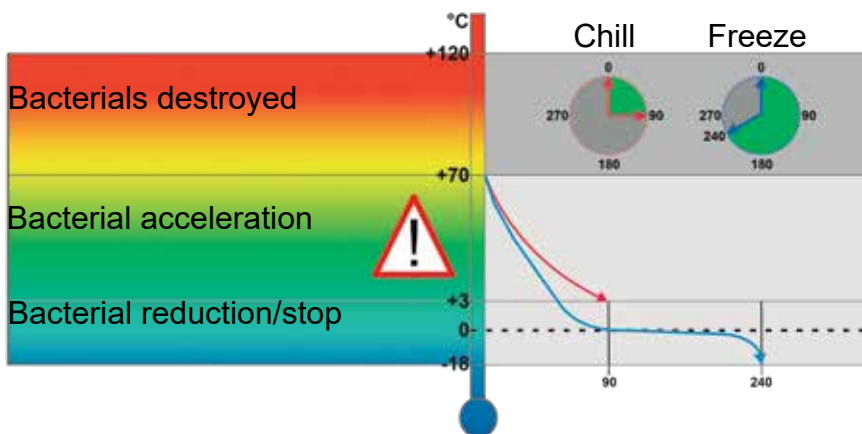 °C
Chill Freeze
+120
0 0
Bacterials destroyed
270 90 270 90
240
180 180
+70
Bacterial acceleration
!
+3
Bacterial reduction/stop
0
-18
90 240